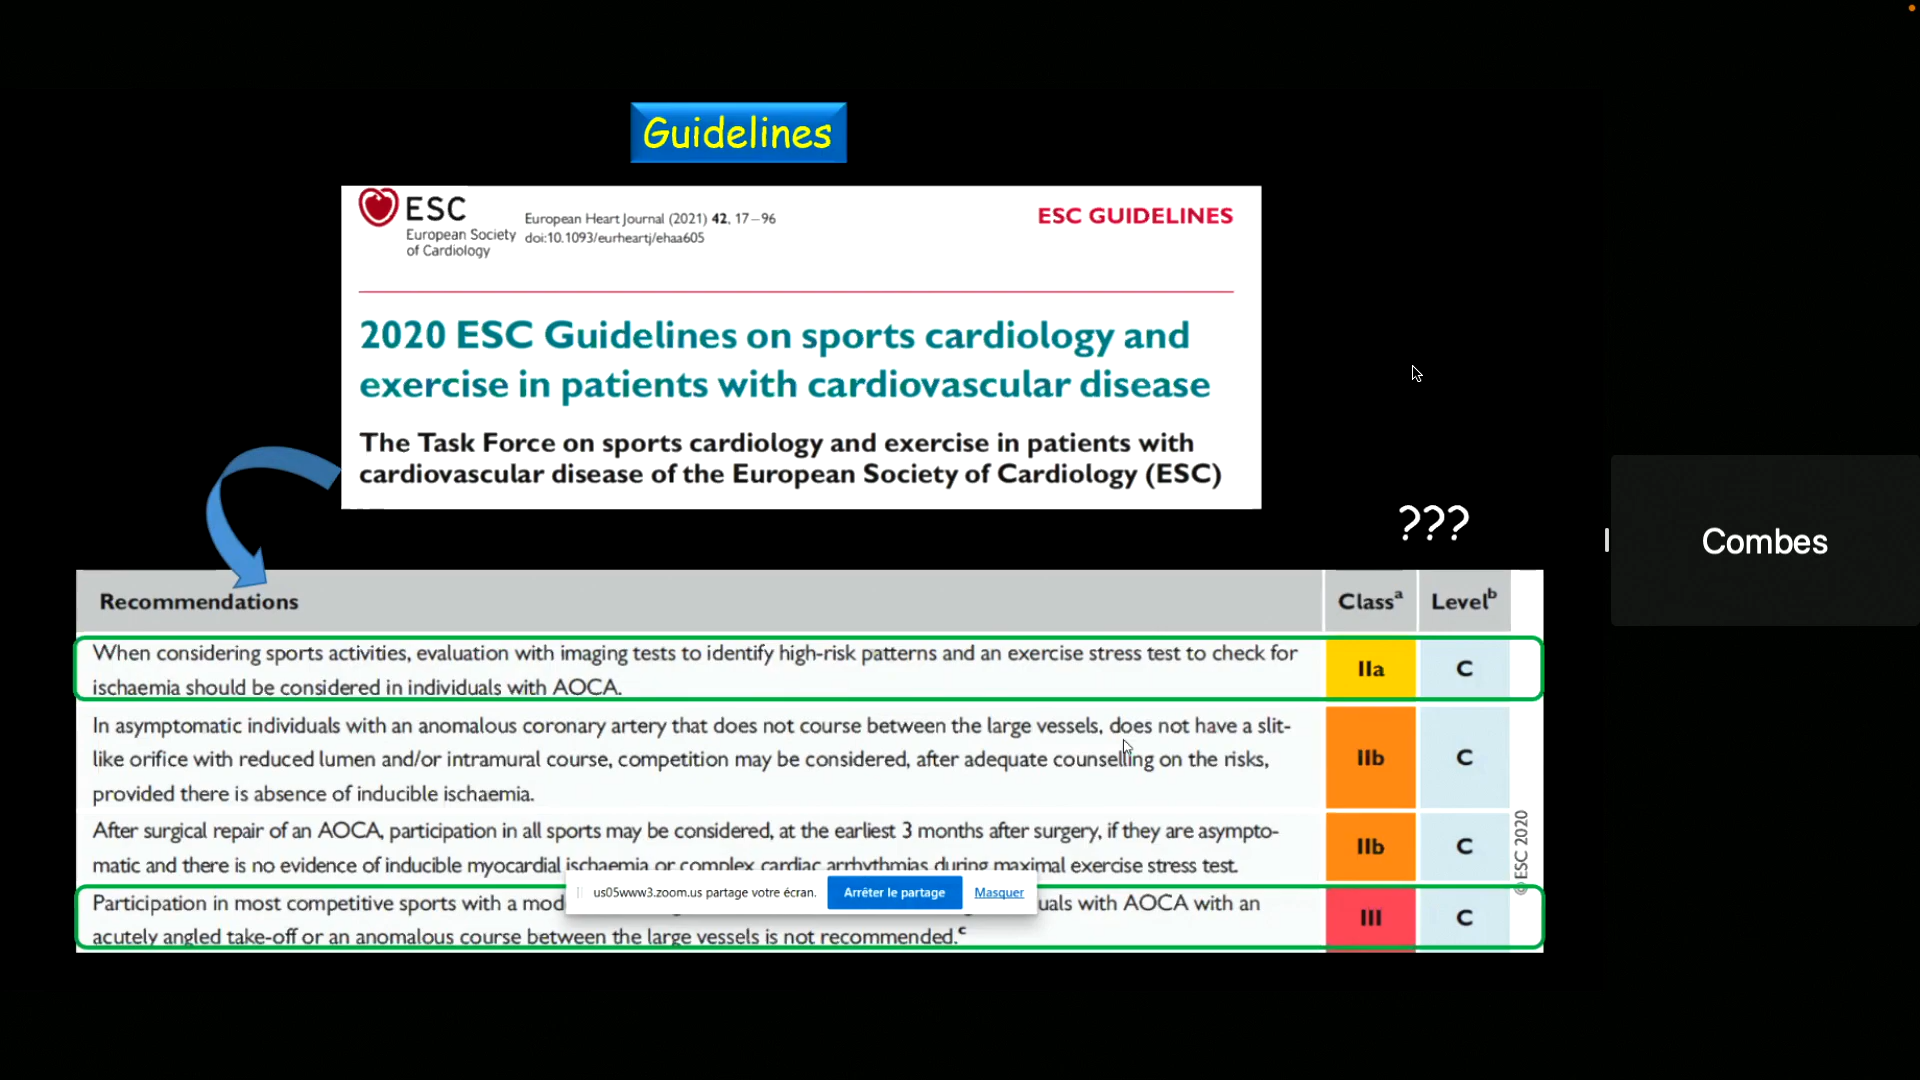 Guidelines
ESC
European Society
of Cardiology
European Heart Journal (2021) 42, 17–96
doi:10.1093/eurheartj/ehaa605
ESC GUIDELINES
2020 ESC Guidelines on sports cardiology and
exercise in patients with cardiovascular disease
The Task Force on sports cardiology and exercise in patients with
cardiovascular disease of the European Society of Cardiology (ESC)
???
Combes
Recommendations Classᵃ Levelᵇ
When considering sports activities, evaluation with imaging tests to identify high-risk patterns and an exercise stress test to check for
ischaemia should be considered in individuals with AOCA.
IIa C
In asymptomatic individuals with an anomalous coronary artery that does not course between the large vessels, does not have a slit-
like orifice with reduced lumen and/or intramural course, competition may be considered, after adequate counselling on the risks,
provided there is absence of inducible ischaemia.
IIb C
After surgical repair of an AOCA, participation in all sports may be considered, at the earliest 3 months after surgery, if they are asympto-
matic and there is no evidence of inducible myocardial ischaemia or complex cardiac arrhythmias during maximal exercise stress test.
IIb C
Participation in most competitive sports with a mod uals with AOCA with an
acutely angled take-off or an anomalous course between the large vessels is not recommended.ᶜ
III C
© ESC 2020
us05www3.zoom.us partage votre écran.
Arrêter le partage
Masquer